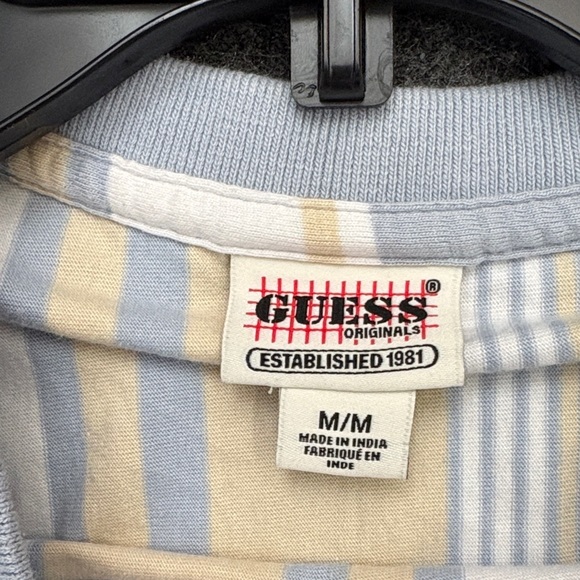 GUESS®
ORIGINALS
ESTABLISHED 1981
M/M
MADE IN INDIA
FABRIQUÉ EN
INDE